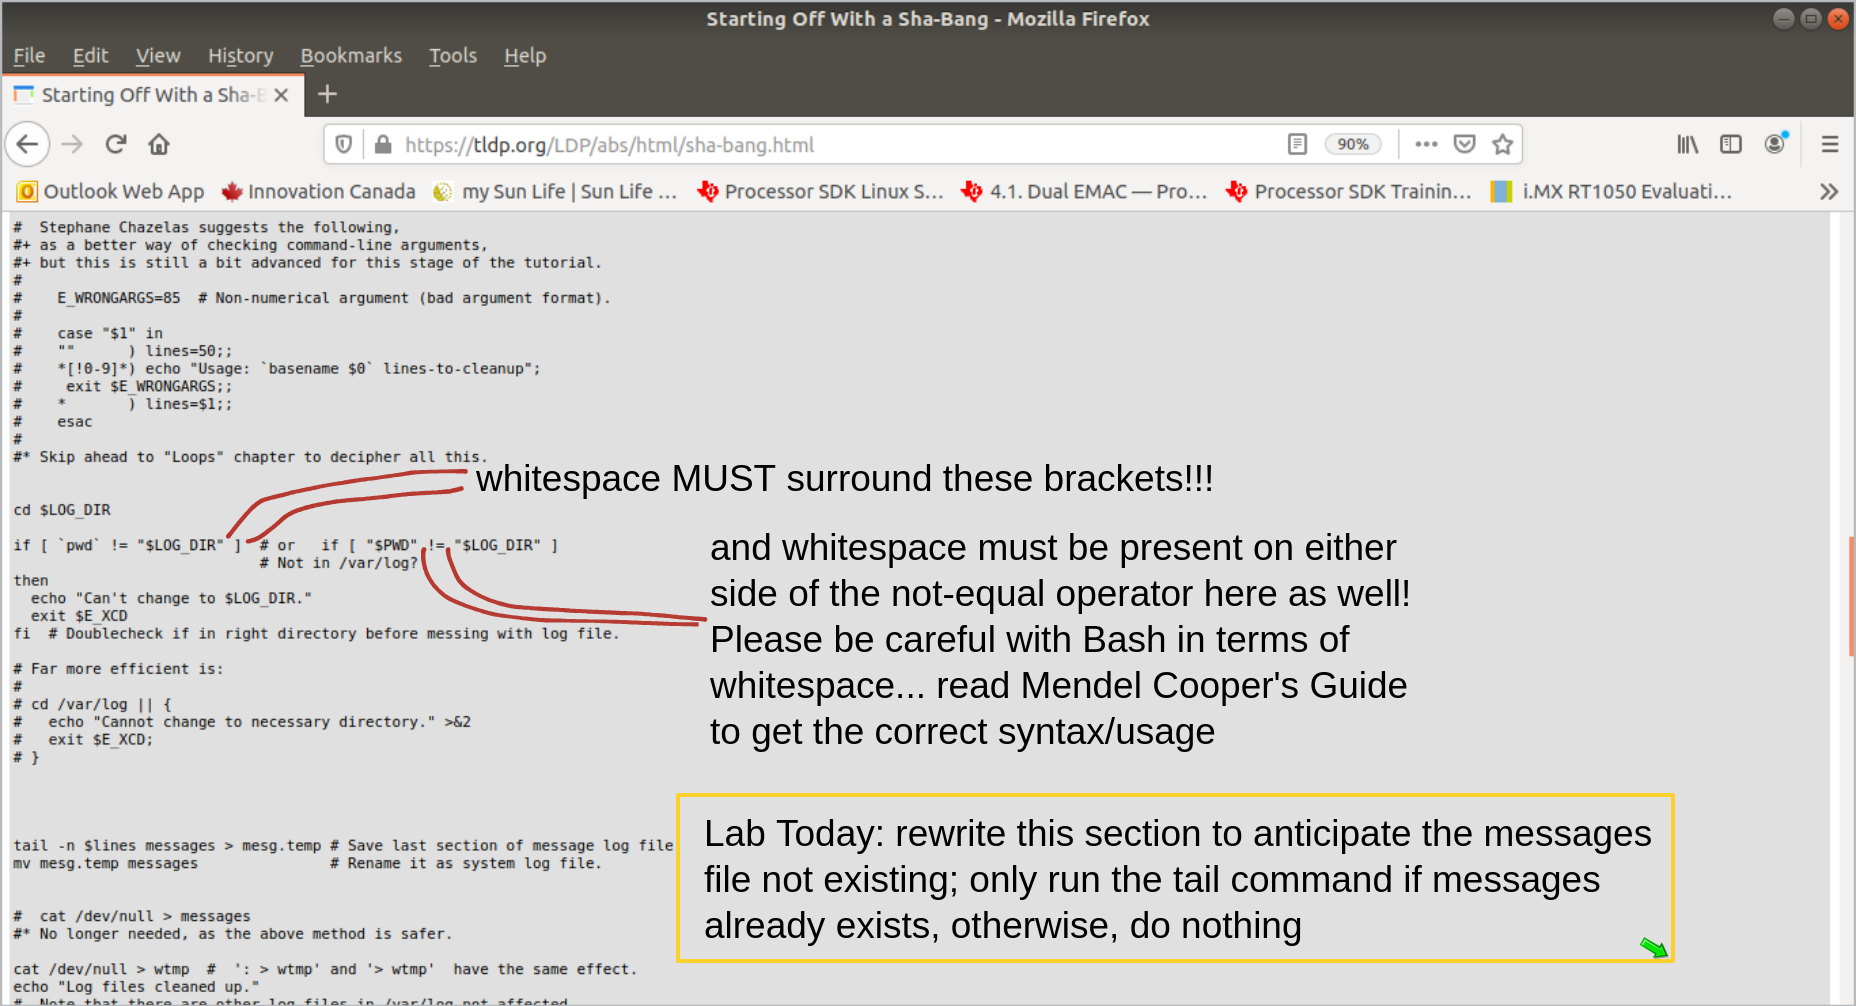 Starting Off With a Sha-Bang - Mozilla Firefox
File Edit View History Bookmarks Tools Help
Starting Off With a Sha-B
https://tldp.org/LDP/abs/html/sha-bang.html 90%
Outlook Web App Innovation Canada my Sun Life | Sun Life ... Processor SDK Linux S... 4.1. Dual EMAC — Pro... Processor SDK Trainin... i.MX RT1050 Evaluati...
#  Stephane Chazelas suggests the following,
#+ as a better way of checking command-line arguments,
#+ but this is still a bit advanced for this stage of the tutorial.
#
#    E_WRONGARGS=85  # Non-numerical argument (bad argument format).
#
#    case "$1" in
#    ""      ) lines=50;;
#    *[!0-9]*) echo "Usage: `basename $0` lines-to-cleanup";
#     exit $E_WRONGARGS;;
#    *       ) lines=$1;;
#    esac
#
#* Skip ahead to "Loops" chapter to decipher all this.
whitespace MUST surround these brackets!!!
cd $LOG_DIR
if [ `pwd` != "$LOG_DIR" ]  # or   if [ "$PWD" != "$LOG_DIR" ]
# Not in /var/log?
then
echo "Can't change to $LOG_DIR."
exit $E_XCD
fi  # Doublecheck if in right directory before messing with log file.
and whitespace must be present on either
side of the not-equal operator here as well!
Please be careful with Bash in terms of
whitespace... read Mendel Cooper's Guide
to get the correct syntax/usage
# Far more efficient is:
#
# cd /var/log || {
#   echo "Cannot change to necessary directory." >&2
#   exit $E_XCD;
# }
tail -n $lines messages > mesg.temp # Save last section of message log file
mv mesg.temp messages               # Rename it as system log file.
Lab Today: rewrite this section to anticipate the messages
file not existing; only run the tail command if messages
already exists, otherwise, do nothing
#  cat /dev/null > messages
#* No longer needed, as the above method is safer.
cat /dev/null > wtmp  #  ': > wtmp' and '> wtmp'  have the same effect.
echo "Log files cleaned up."
#  Note that there are other log files in /var/log not affected